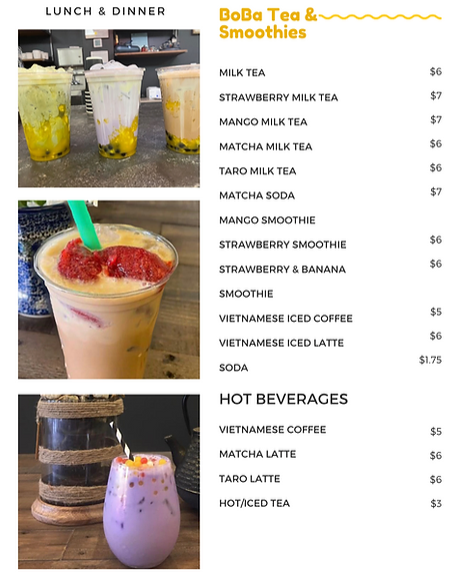 LUNCH & DINNER
BoBa Tea &
Smoothies
MILK TEA $6
STRAWBERRY MILK TEA $7
MANGO MILK TEA $7
MATCHA MILK TEA $6
TARO MILK TEA $6
MATCHA SODA $7
MANGO SMOOTHIE
STRAWBERRY SMOOTHIE $6
STRAWBERRY & BANANA $6
SMOOTHIE
VIETNAMESE ICED COFFEE $5
VIETNAMESE ICED LATTE $6
SODA $1.75
HOT BEVERAGES
VIETNAMESE COFFEE $5
MATCHA LATTE $6
TARO LATTE $6
HOT/ICED TEA $3